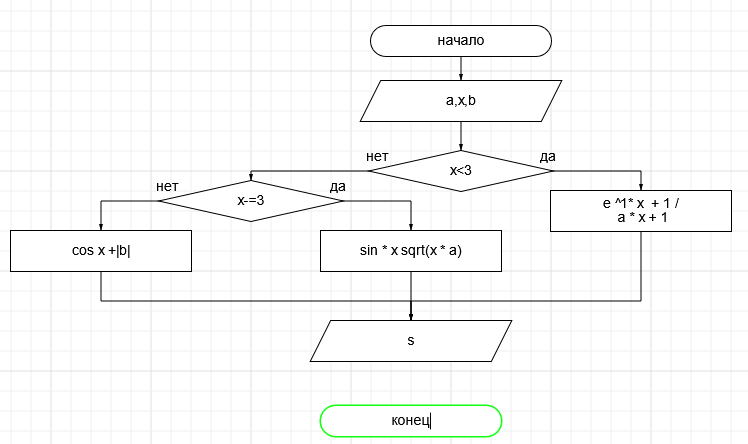 начало
a,x,b
нет
да
x<3
нет
да
x-=3
e ^1* x + 1 /
a * x + 1
cos x +|b|
sin * x sqrt(x * a)
s
конец